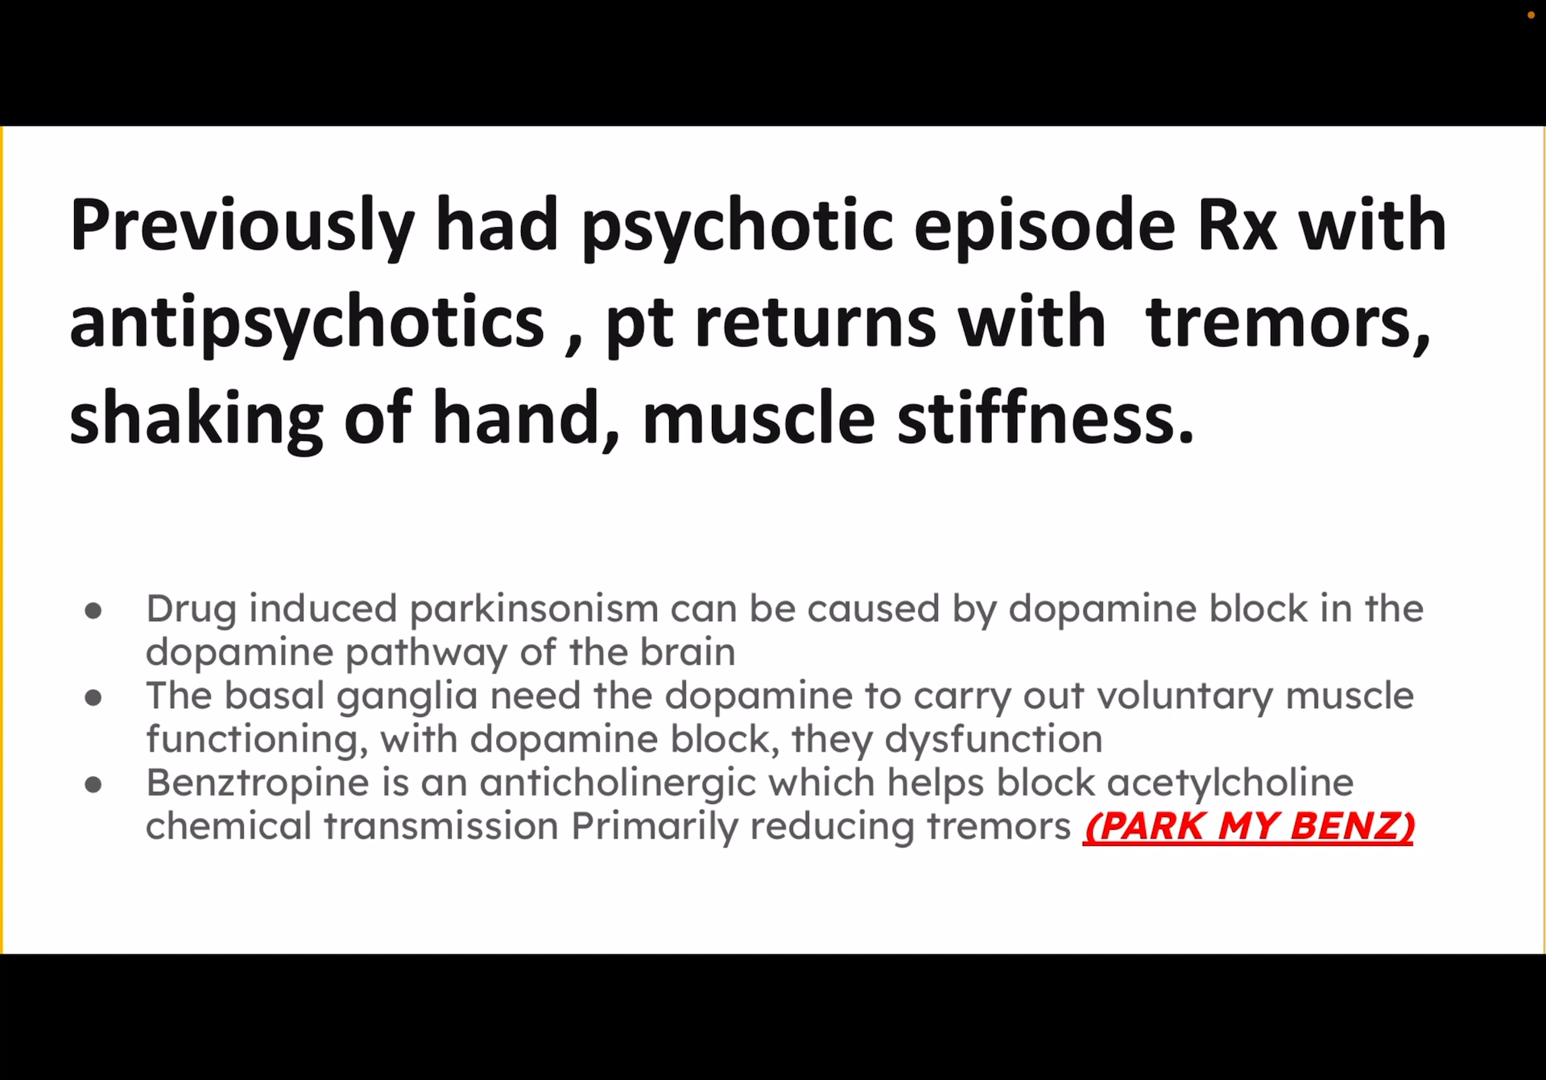 Previously had psychotic episode Rx with
antipsychotics , pt returns with  tremors,
shaking of hand, muscle stiffness.
● Drug induced parkinsonism can be caused by dopamine block in the
dopamine pathway of the brain
● The basal ganglia need the dopamine to carry out voluntary muscle
functioning, with dopamine block, they dysfunction
● Benztropine is an anticholinergic which helps block acetylcholine
chemical transmission Primarily reducing tremors (PARK MY BENZ)